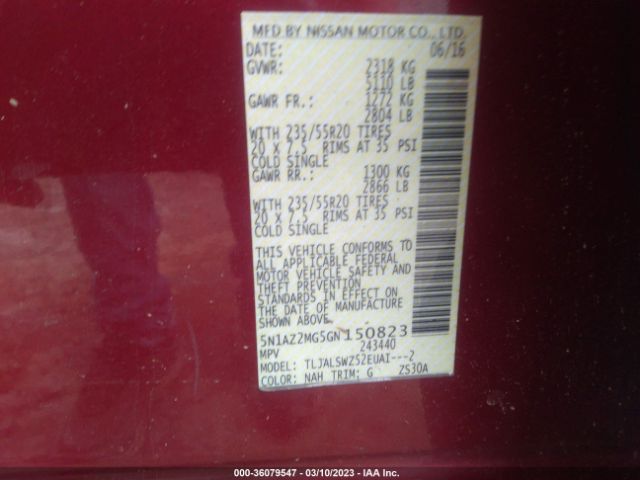 MFD BY NISSAN MOTOR CO., LTD.
DATE: 06/16
GVWR: 2318 KG
5110 LB
GAWR FR.: 1272 KG
2804 LB
WITH 235/55R20 TIRES
20 X 7.5 RIMS AT 35 PSI
COLD SINGLE
GAWR RR.: 1300 KG
2866 LB
WITH 235/55R20 TIRES
20 X 7.5 RIMS AT 35 PSI
COLD SINGLE
THIS VEHICLE CONFORMS TO
ALL APPLICABLE FEDERAL
MOTOR VEHICLE SAFETY AND
THEFT PREVENTION
STANDARDS IN EFFECT ON
THE DATE OF MANUFACTURE
SHOWN ABOVE.
5N1AZ2MG5GN150823
MPV 243440
MODEL: TLJALSWZ52EUAI---2
COLOR: NAH TRIM: G ZS30A
000-36079547 — 03/10/2023 — IAA Inc.